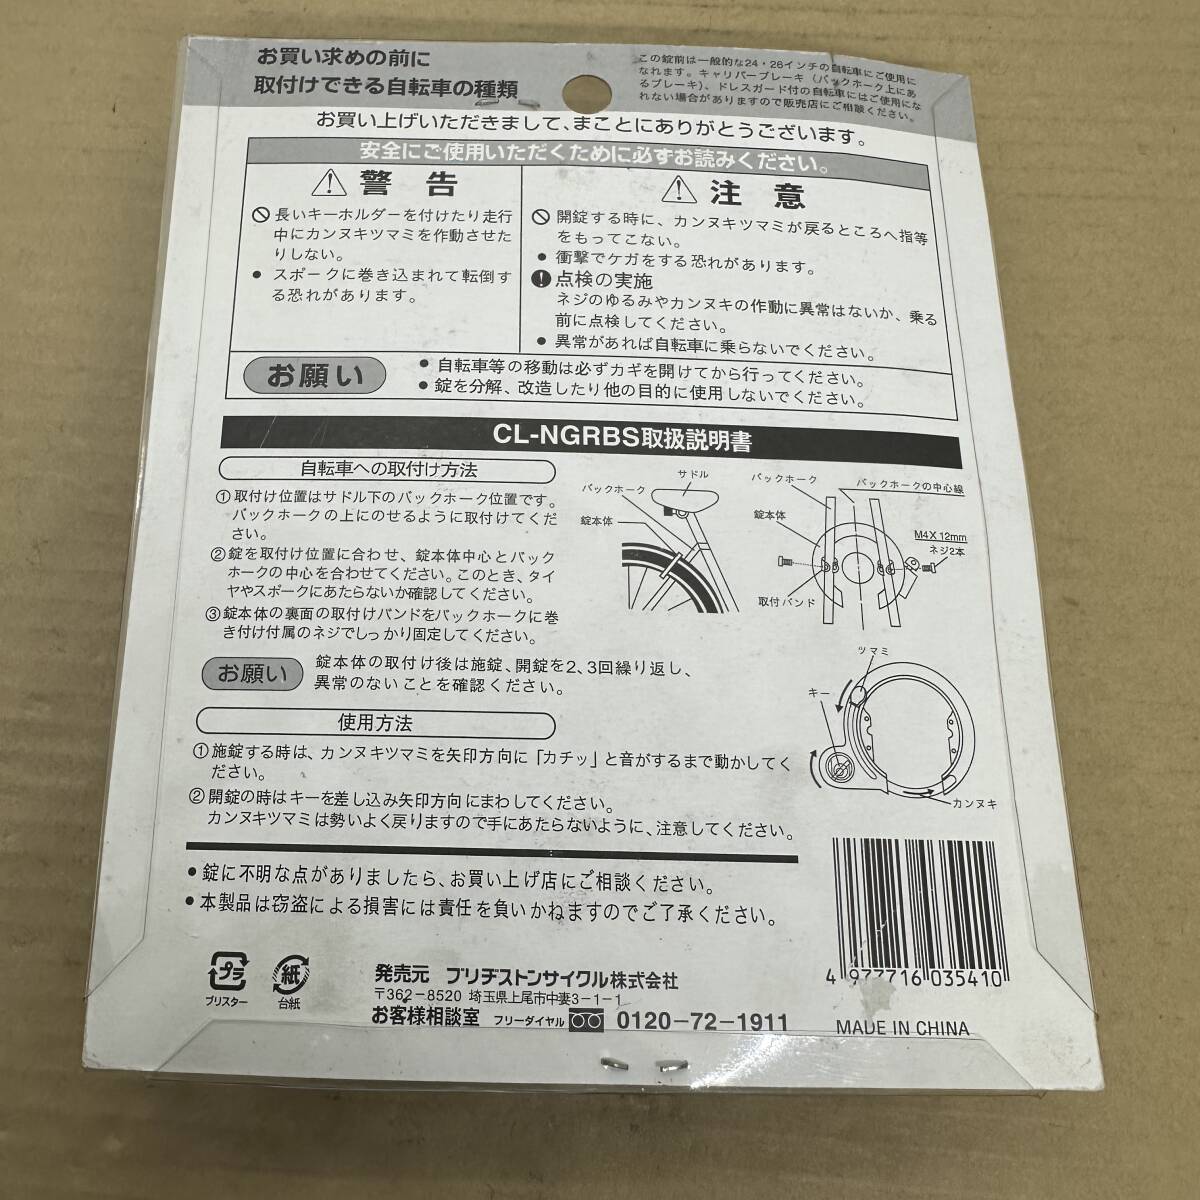 お買い求めの前に
取付けできる自転車の種類
この錠前は一般的な24・26インチの自転車にご使用に
なれます。キャリパーブレーキ（バックホーク上にあ
るブレーキ）、ドレスガード付の自転車にはご使用にな
れない場合がありますので販売店にご相談ください。
お買い上げいただきまして、まことにありがとうございます。
安全にご使用いただくために必ずお読みください。
警告
長いキーホルダーを付けたり走行
中にカンヌキツマミを作動させた
りしない。
● スポークに巻き込まれて転倒す
る恐れがあります。
注意
開錠する時に、カンヌキツマミが戻るところへ指等
をもってこない。
● 衝撃でケガをする恐れがあります。
点検の実施
ネジのゆるみやカンヌキの作動に異常はないか、乗る
前に点検してください。
● 異常があれば自転車に乗らないでください。
お願い
● 自転車等の移動は必ずカギを開けてから行ってください。
● 錠を分解、改造したり他の目的に使用しないでください。
CL-NGRBS取扱説明書
自転車への取付け方法
①取付け位置はサドル下のバックホーク位置です。
バックホークの上にのせるように取付けてくだ
さい。
②錠を取付け位置に合わせ、錠本体中心とバック
ホークの中心を合わせてください。このとき、タイ
ヤやスポークにあたらないか確認してください。
③錠本体の裏面の取付けバンドをバックホークに巻
き付け付属のネジでしっかり固定してください。
サドル
バックホーク
錠本体
バックホーク
バックホークの中心線
錠本体
M4X12mm
ネジ2本
取付バンド
お願い
錠本体の取付け後は施錠、開錠を2、3回繰り返し、
異常のないことを確認ください。
使用方法
①施錠する時は、カンヌキツマミを矢印方向に「カチッ」と音がするまで動かしてく
ださい。
②開錠の時はキーを差し込み矢印方向にまわしてください。
カンヌキツマミは勢いよく戻りますので手にあたらないように、注意してください。
ツマミ
キー
カンヌキ
● 錠に不明な点がありましたら、お買い上げ店にご相談ください。
● 本製品は窃盗による損害には責任を負いかねますのでご了承ください。
プラ
ブリスター
紙
台紙
発売元 ブリヂストンサイクル株式会社
〒362-8520 埼玉県上尾市中妻3-1-1
お客様相談室 フリーダイヤル 0120-72-1911
4 977716 035410
MADE IN CHINA